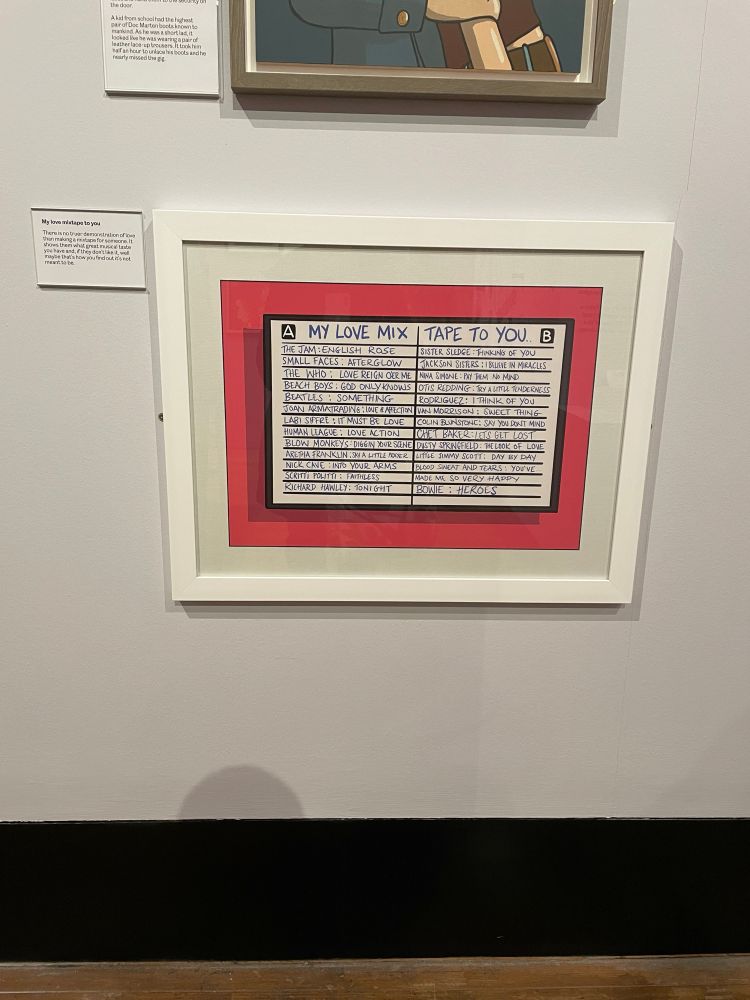 the door.
A kid from school had the highest
pair of Doc Marton boots known to
mankind. As he was a short lad, it
looked like he was wearing a pair of
leather lace-up trousers. It took him
half an hour to unlace his boots and he
nearly missed the gig.
My love mixtape to you
There is no truer demonstration of love
than making a mixtape for someone. It
shows them what great musical taste
you have and, if they don't like it, well
maybe that's how you find out it's not
meant to be.
A MY LOVE MIX TAPE TO YOU.. B
THE JAM : ENGLISH ROSE
SMALL FACES : AFTERGLOW
THE WHO : LOVE REIGN OER ME
BEACH BOYS : GOD ONLY KNOWS
BEATLES : SOMETHING
JOAN ARMATRADING : LOVE & AFFECTION
LABI SIFFRE : IT MUST BE LOVE
HUMAN LEAGUE : LOVE ACTION
BLOW MONKEYS : DIGGIN YOUR SCENE
ARETHA FRANKLIN : SAY A LITTLE PRAYER
NICK CAVE : INTO YOUR ARMS
SCRITTI POLITTI : FAITHLESS
RICHARD HAWLEY : TONIGHT
SISTER SLEDGE : THINKING OF YOU
JACKSON SISTERS : I BELIEVE IN MIRACLES
NINA SIMONE : PAY THEM NO MIND
OTIS REDDING : TRY A LITTLE TENDERNESS
RODRIGUEZ : I THINK OF YOU
VAN MORRISON : SWEET THING
COLIN BLUNSTONE : SAY YOU DON'T MIND
CHET BAKER : LETS GET LOST
DUSTY SPRINGFIELD : THE LOOK OF LOVE
LITTLE JIMMY SCOTT : DAY BY DAY
BLOOD SWEAT AND TEARS : YOU'VE
MADE ME SO VERY HAPPY
BOWIE : HEROES